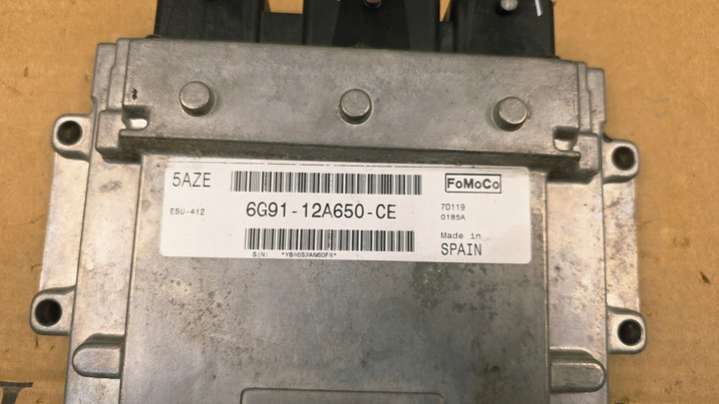 5AZE
FoMoCo
ESU-412
6G91-12A650-CE
7D119
0185A
Made in
SPAIN
S/N: